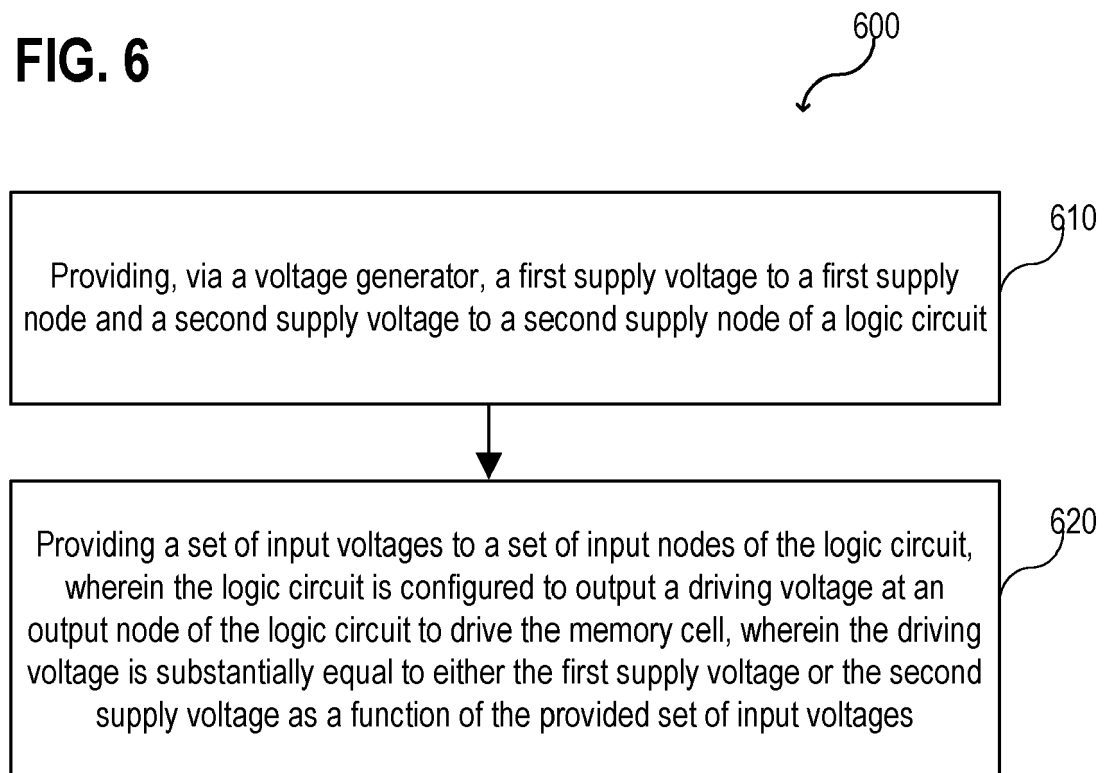 FIG. 6
600
610
Providing, via a voltage generator, a first supply voltage to a first supply
node and a second supply voltage to a second supply node of a logic circuit
620
Providing a set of input voltages to a set of input nodes of the logic circuit,
wherein the logic circuit is configured to output a driving voltage at an
output node of the logic circuit to drive the memory cell, wherein the driving
voltage is substantially equal to either the first supply voltage or the second
supply voltage as a function of the provided set of input voltages